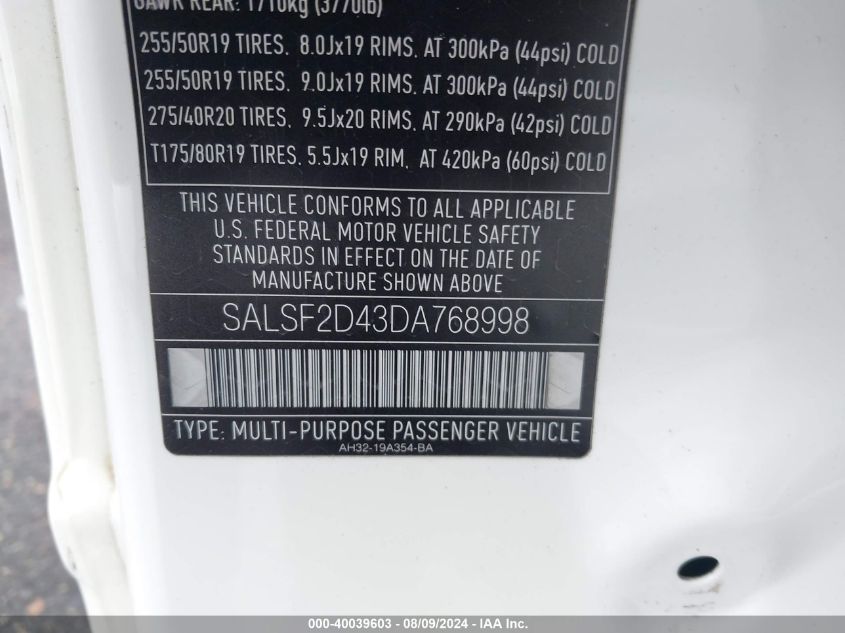 GAWR REAR: 1710kg (3770lb)
255/50R19 TIRES. 8.0Jx19 RIMS. AT 300kPa (44psi) COLD
255/50R19 TIRES. 9.0Jx19 RIMS. AT 300kPa (44psi) COLD
275/40R20 TIRES. 9.5Jx20 RIMS. AT 290kPa (42psi) COLD
T175/80R19 TIRES. 5.5Jx19 RIM. AT 420kPa (60psi) COLD
THIS VEHICLE CONFORMS TO ALL APPLICABLE
U.S. FEDERAL MOTOR VEHICLE SAFETY
STANDARDS IN EFFECT ON THE DATE OF
MANUFACTURE SHOWN ABOVE
SALSF2D43DA768998
TYPE: MULTI-PURPOSE PASSENGER VEHICLE
AH32-19A354-BA
000-40039603 - 08/09/2024 - IAA Inc.